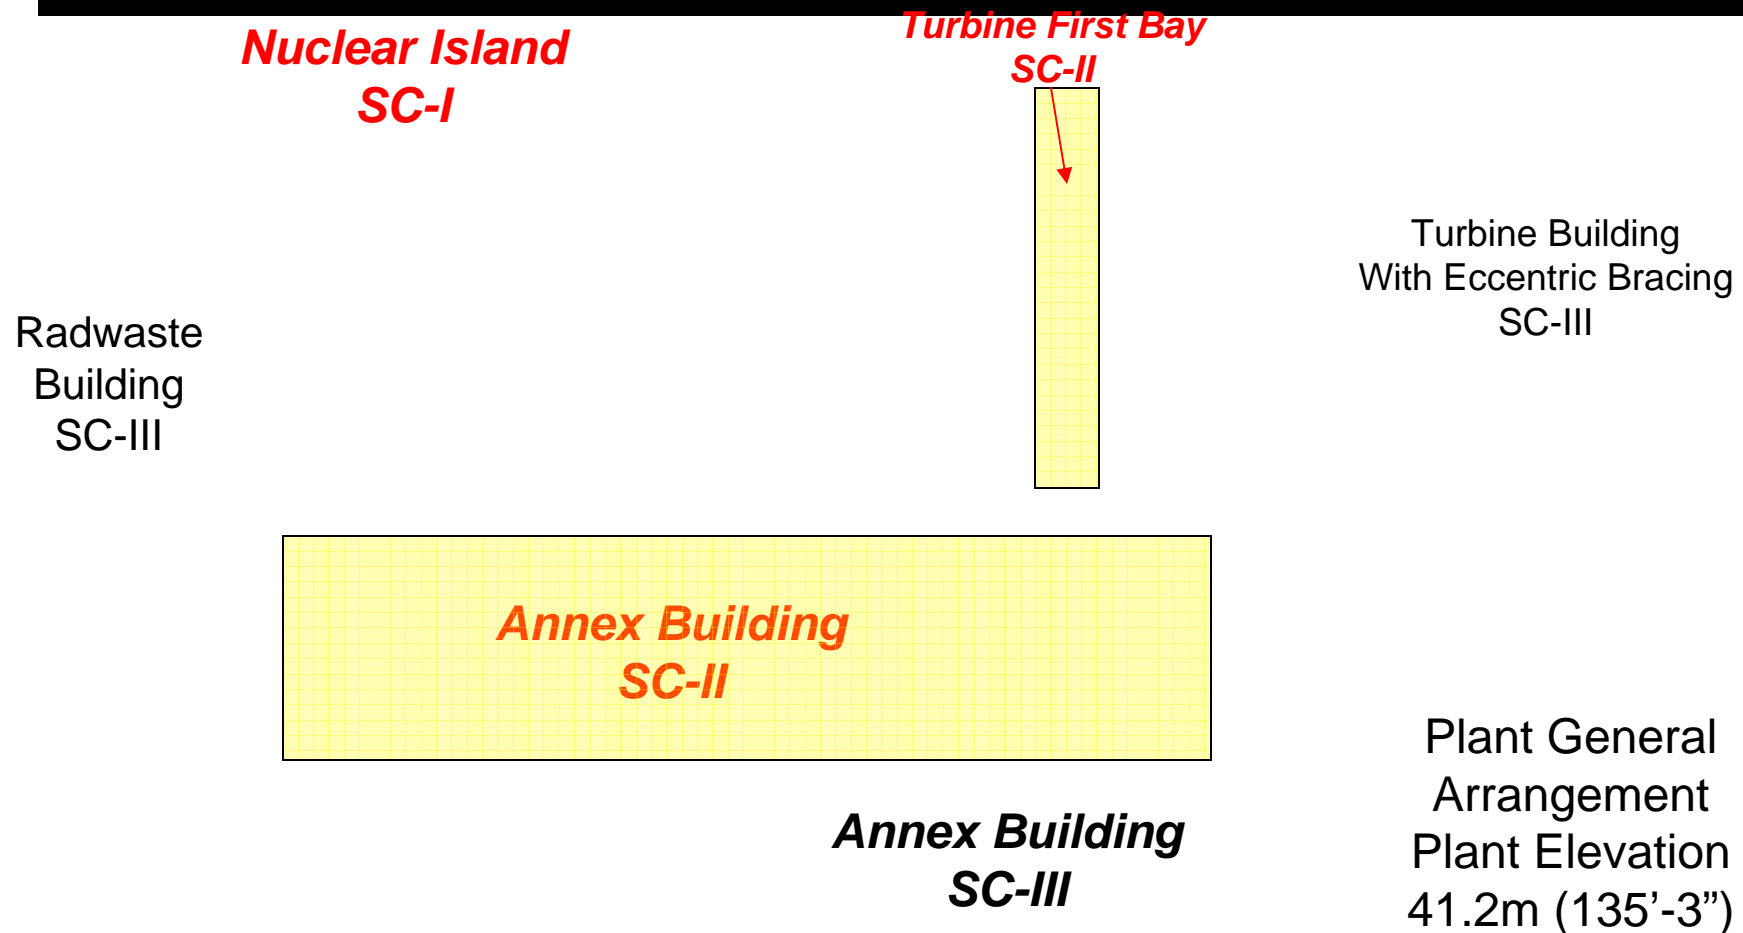 Nuclear Island
SC-I
Turbine First Bay
SC-II
Turbine Building
With Eccentric Bracing
SC-III
Radwaste
Building
SC-III
Annex Building
SC-II
Annex Building
SC-III
Plant General
Arrangement
Plant Elevation
41.2m (135’-3”)